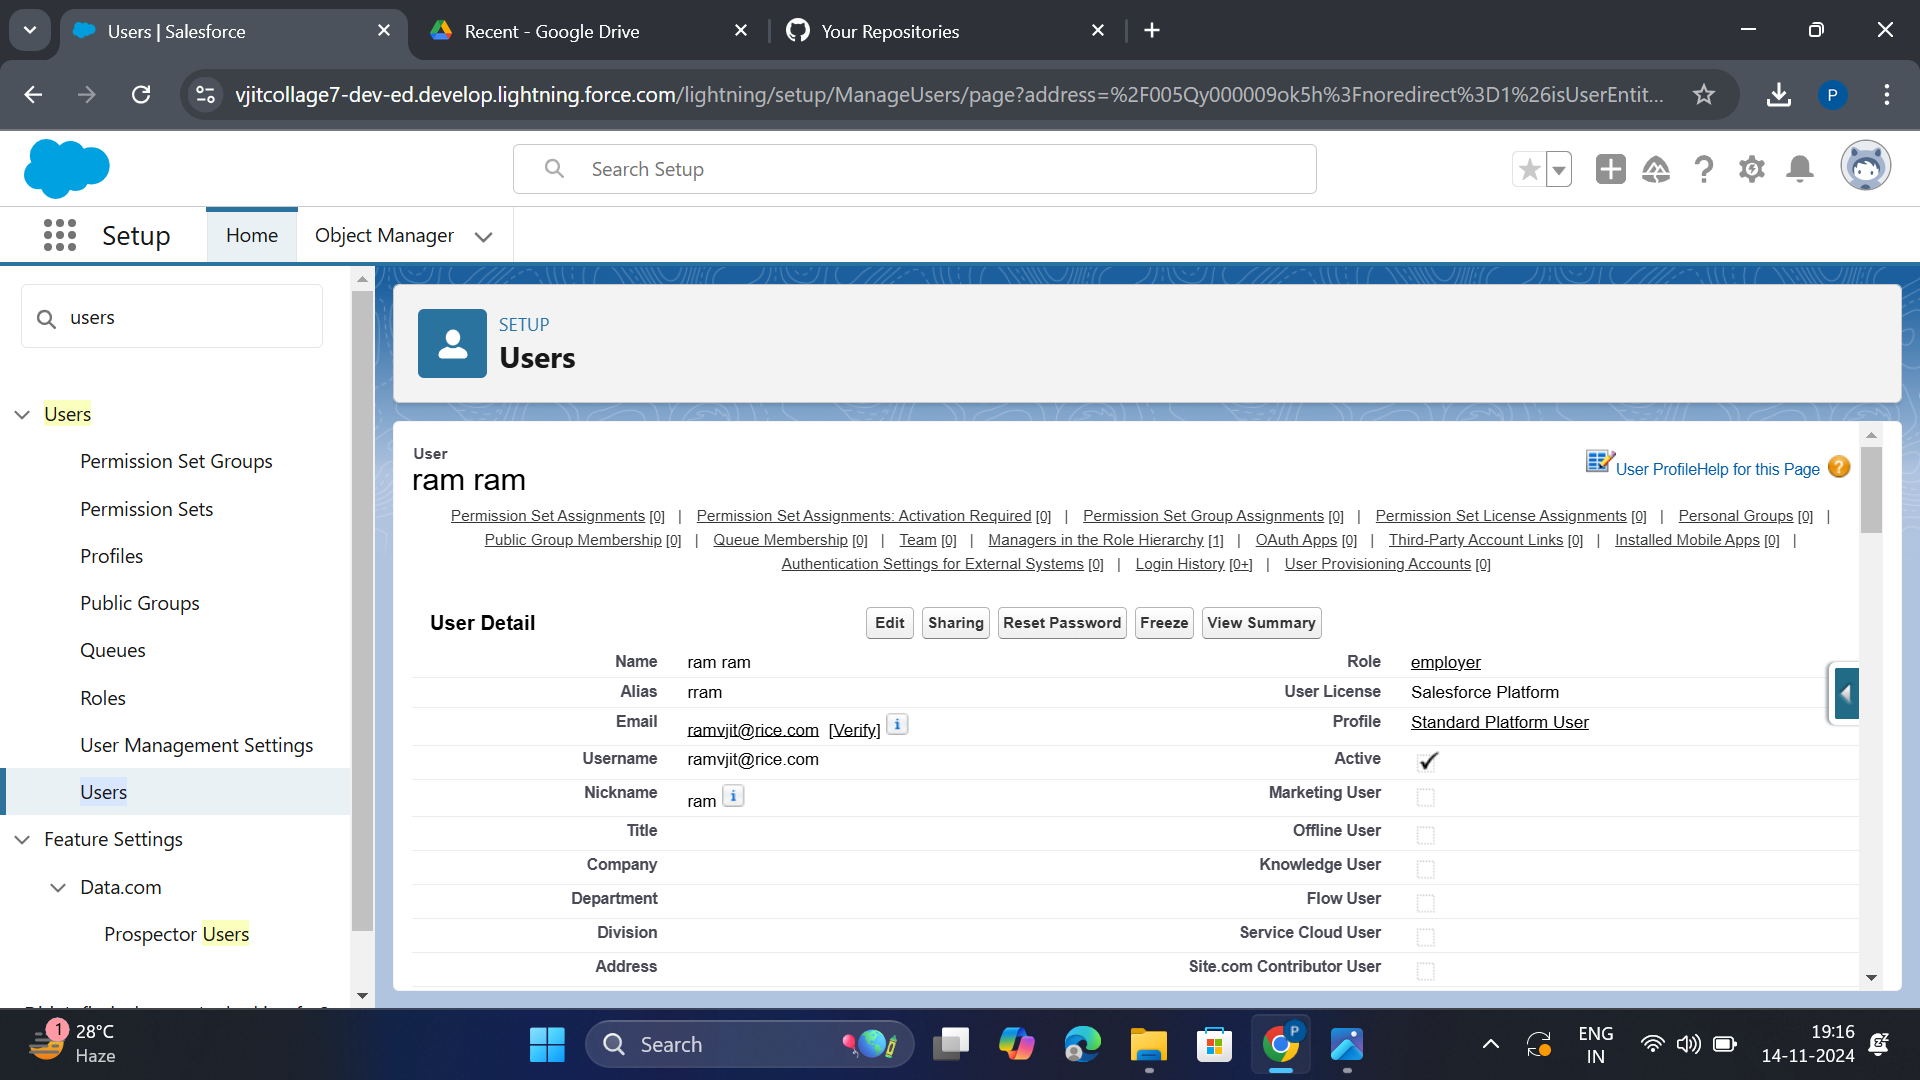 Users | Salesforce
Recent - Google Drive
Your Repositories
vjitcollage7-dev-ed.develop.lightning.force.com/lightning/setup/ManageUsers/page?address=%2F005Qy000009ok5h%3Fnoredirect%3D1%26isUserEntit...
P
Search Setup
Setup
Home
Object Manager
users
Users
Permission Set Groups
Permission Sets
Profiles
Public Groups
Queues
Roles
User Management Settings
Users
Feature Settings
Data.com
Prospector Users
SETUP
Users
User
ram ram
User Profile Help for this Page ?
Permission Set Assignments [0] | Permission Set Assignments: Activation Required [0] | Permission Set Group Assignments [0] | Permission Set License Assignments [0] | Personal Groups [0] |
Public Group Membership [0] | Queue Membership [0] | Team [0] | Managers in the Role Hierarchy [1] | OAuth Apps [0] | Third-Party Account Links [0] | Installed Mobile Apps [0] |
Authentication Settings for External Systems [0] | Login History [0+] | User Provisioning Accounts [0]
User Detail Edit Sharing Reset Password Freeze View Summary
Name ram ram Role employer
Alias rram User License Salesforce Platform
Email ramvjit@rice.com [Verify] i Profile Standard Platform User
Username ramvjit@rice.com Active
Nickname ram i Marketing User
Title Offline User
Company Knowledge User
Department Flow User
Division Service Cloud User
Address Site.com Contributor User
1
28°C
Haze
Search
P
ENG
IN
19:16
14-11-2024